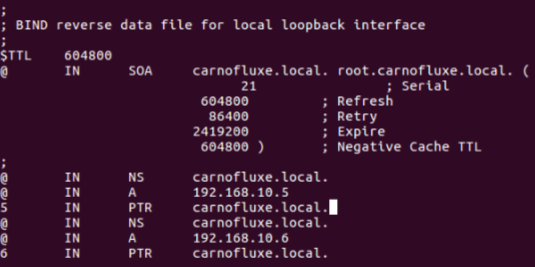 ;
; BIND reverse data file for local loopback interface
;
$TTL 604800
@ IN SOA carnofluxe.local. root.carnofluxe.local. (
21 ; Serial
604800 ; Refresh
86400 ; Retry
2419200 ; Expire
604800 ) ; Negative Cache TTL
;
@ IN NS carnofluxe.local.
@ IN A 192.168.10.5
5 IN PTR carnofluxe.local.
@ IN NS carnofluxe.local.
@ IN A 192.168.10.6
6 IN PTR carnofluxe.local.